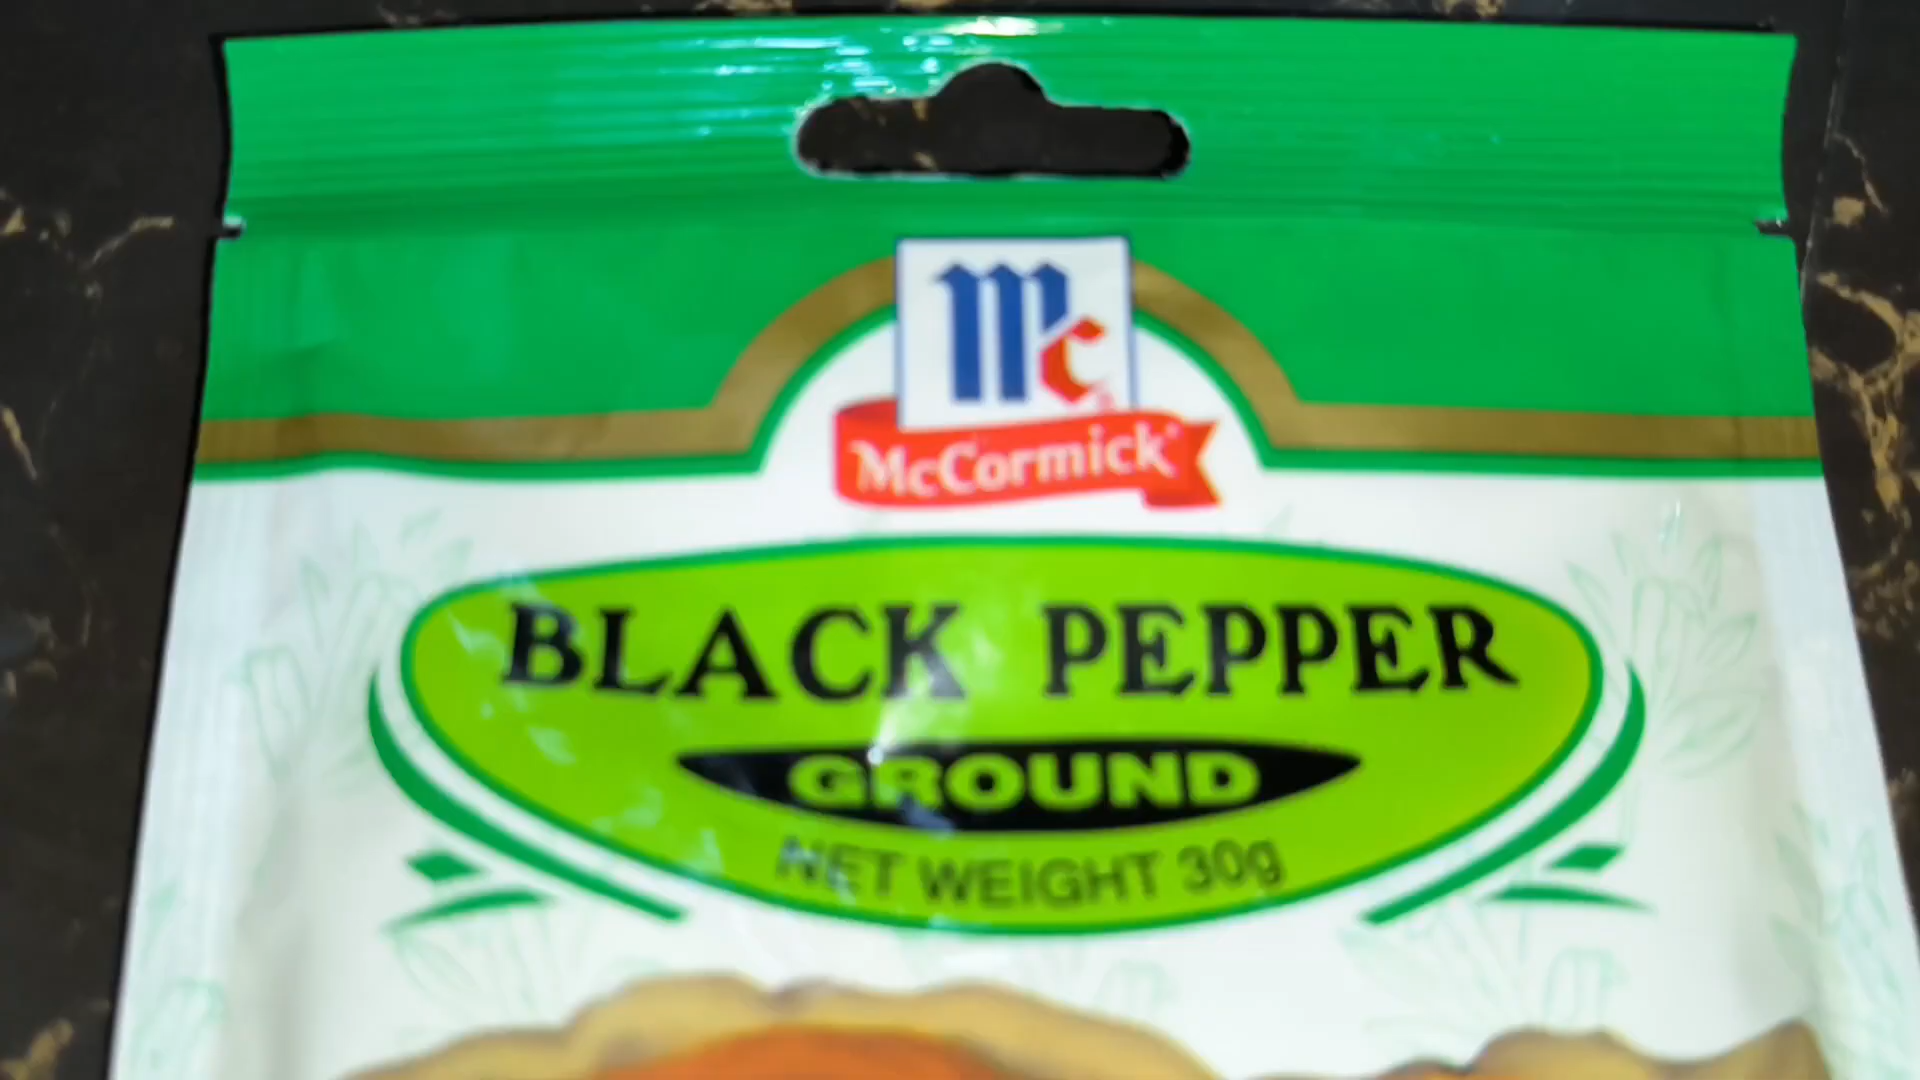 Mc
McCormick
BLACK PEPPER
GROUND
NET WEIGHT 30g